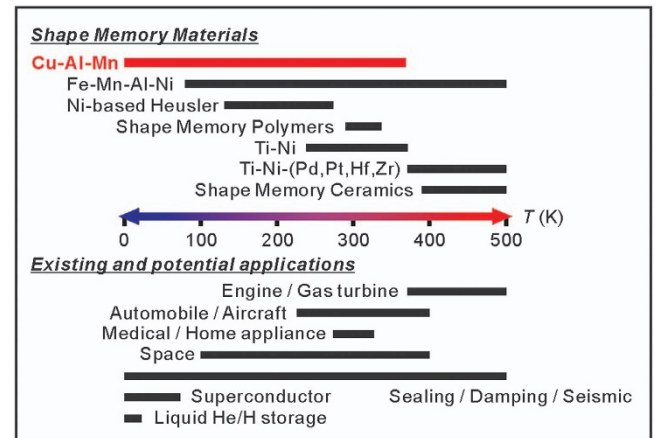 Shape Memory Materials
Cu-Al-Mn
Fe-Mn-Al-Ni
Ni-based Heusler
Shape Memory Polymers
Ti-Ni
Ti-Ni-(Pd,Pt,Hf,Zr)
Shape Memory Ceramics
T (K)
0 100 200 300 400 500
Existing and potential applications
Engine / Gas turbine
Automobile / Aircraft
Medical / Home appliance
Space
Superconductor Sealing / Damping / Seismic
Liquid He/H storage